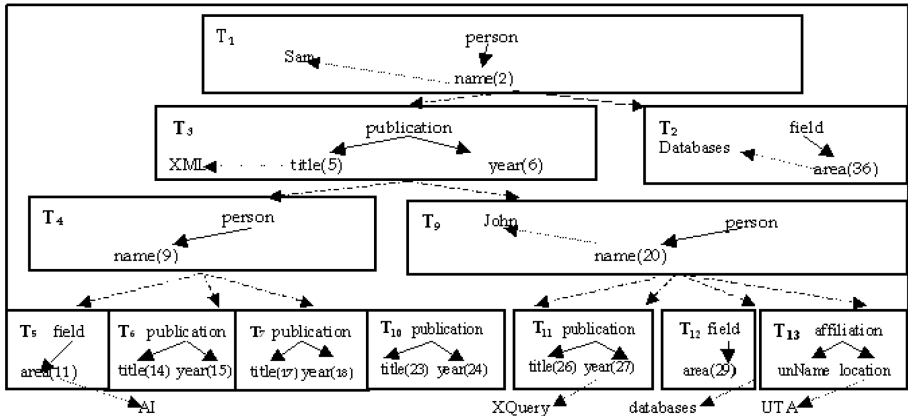 T1 person
Sam
name(2)
T3 publication
XML title(5) year(6)
T2 field
Databases
area(36)
T4 person
name(9)
T9 John person
name(20)
T5 field
area(11)
T6 publication
title(14) year(15)
T7 publication
title(17) year(18)
T10 publication
title(23) year(24)
T11 publication
title(26) year(27)
T12 field
area(29)
T13 affiliation
unName location
AI XQuery databases UTA